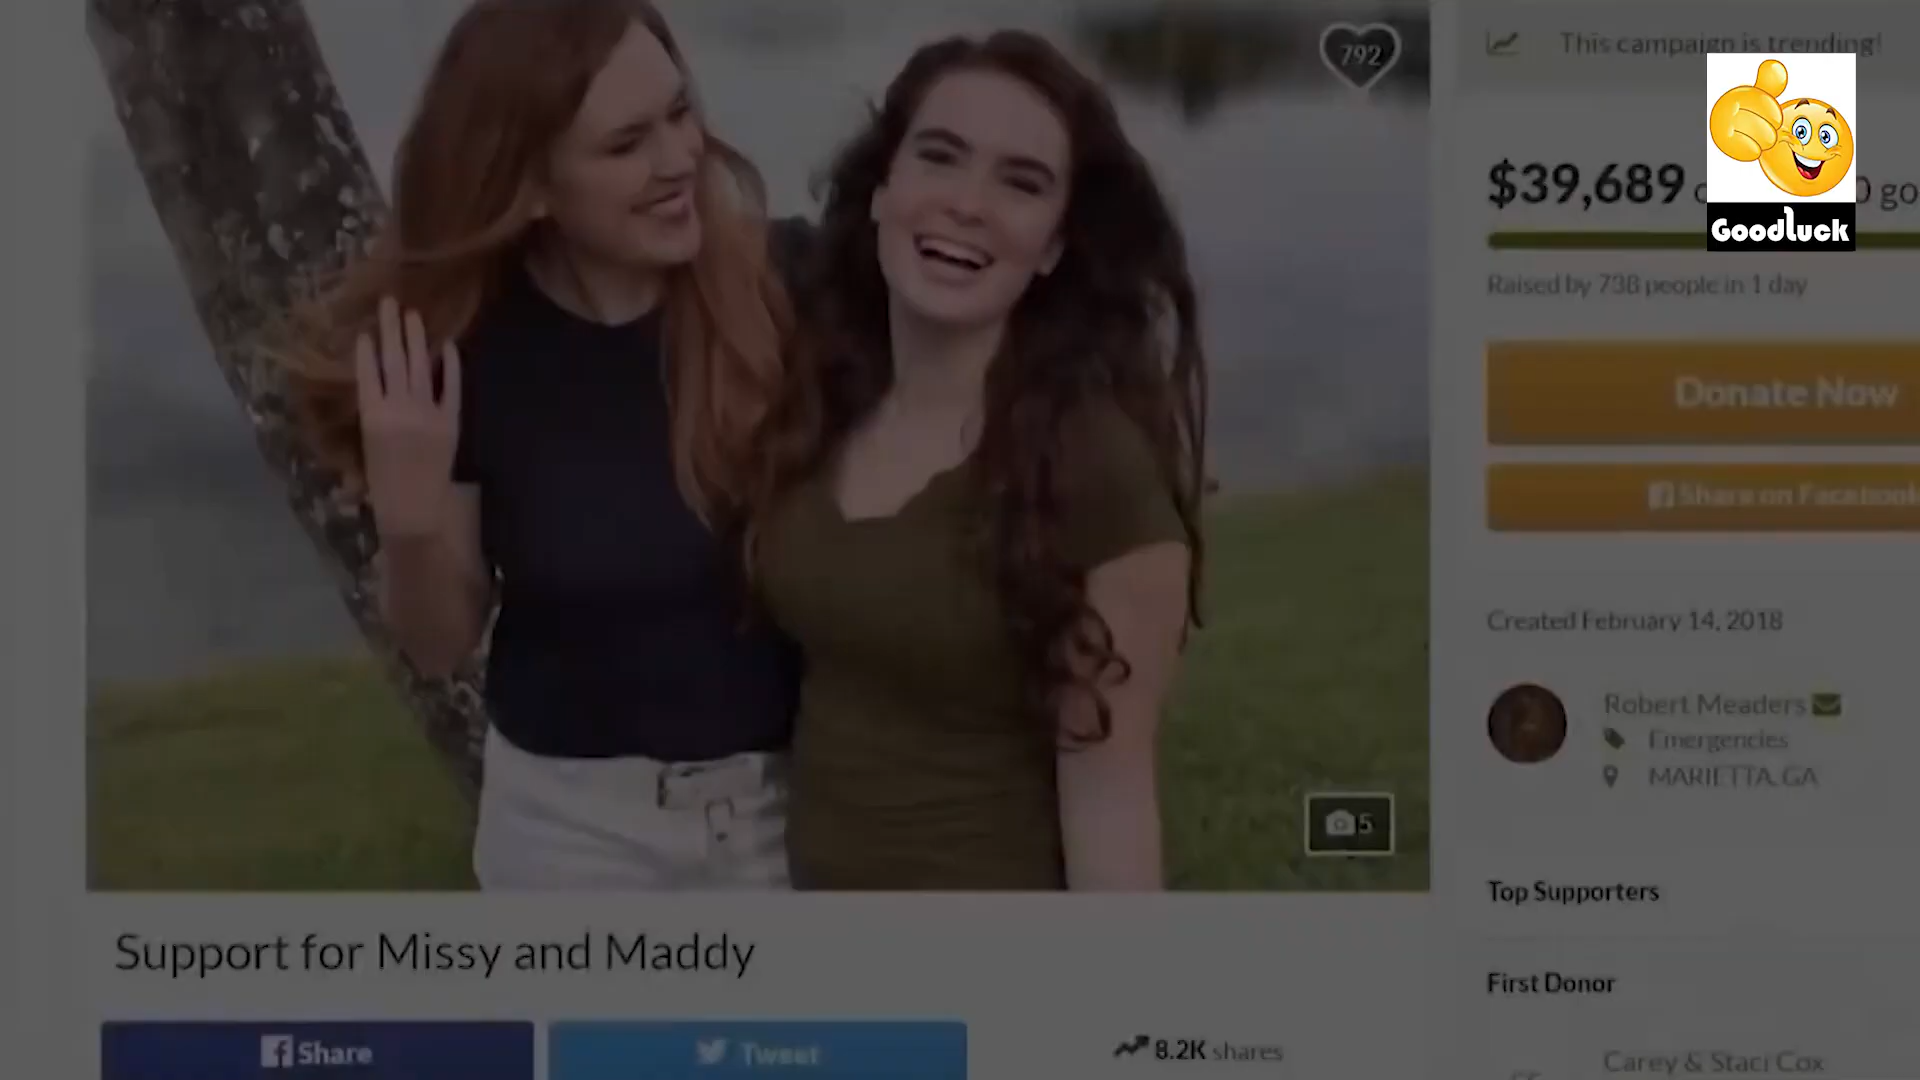 792
This campaign is trending!
$39,689
0 go
Goodluck
Raised by 738 people in 1 day
Donate Now
Share on Facebook
Created February 14, 2018
Robert Meaders
Emergencies
MARIETTA, GA
5
Top Supporters
Support for Missy and Maddy
First Donor
Share
Tweet
8.2K shares
Carey & Staci Cox